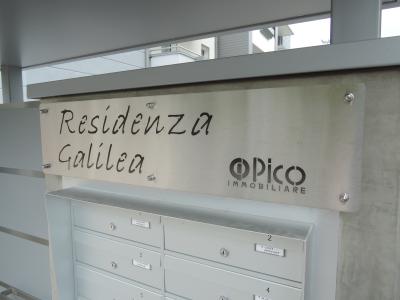 Residenza
Galilea
Pico
IMMOBILIARE
2
4